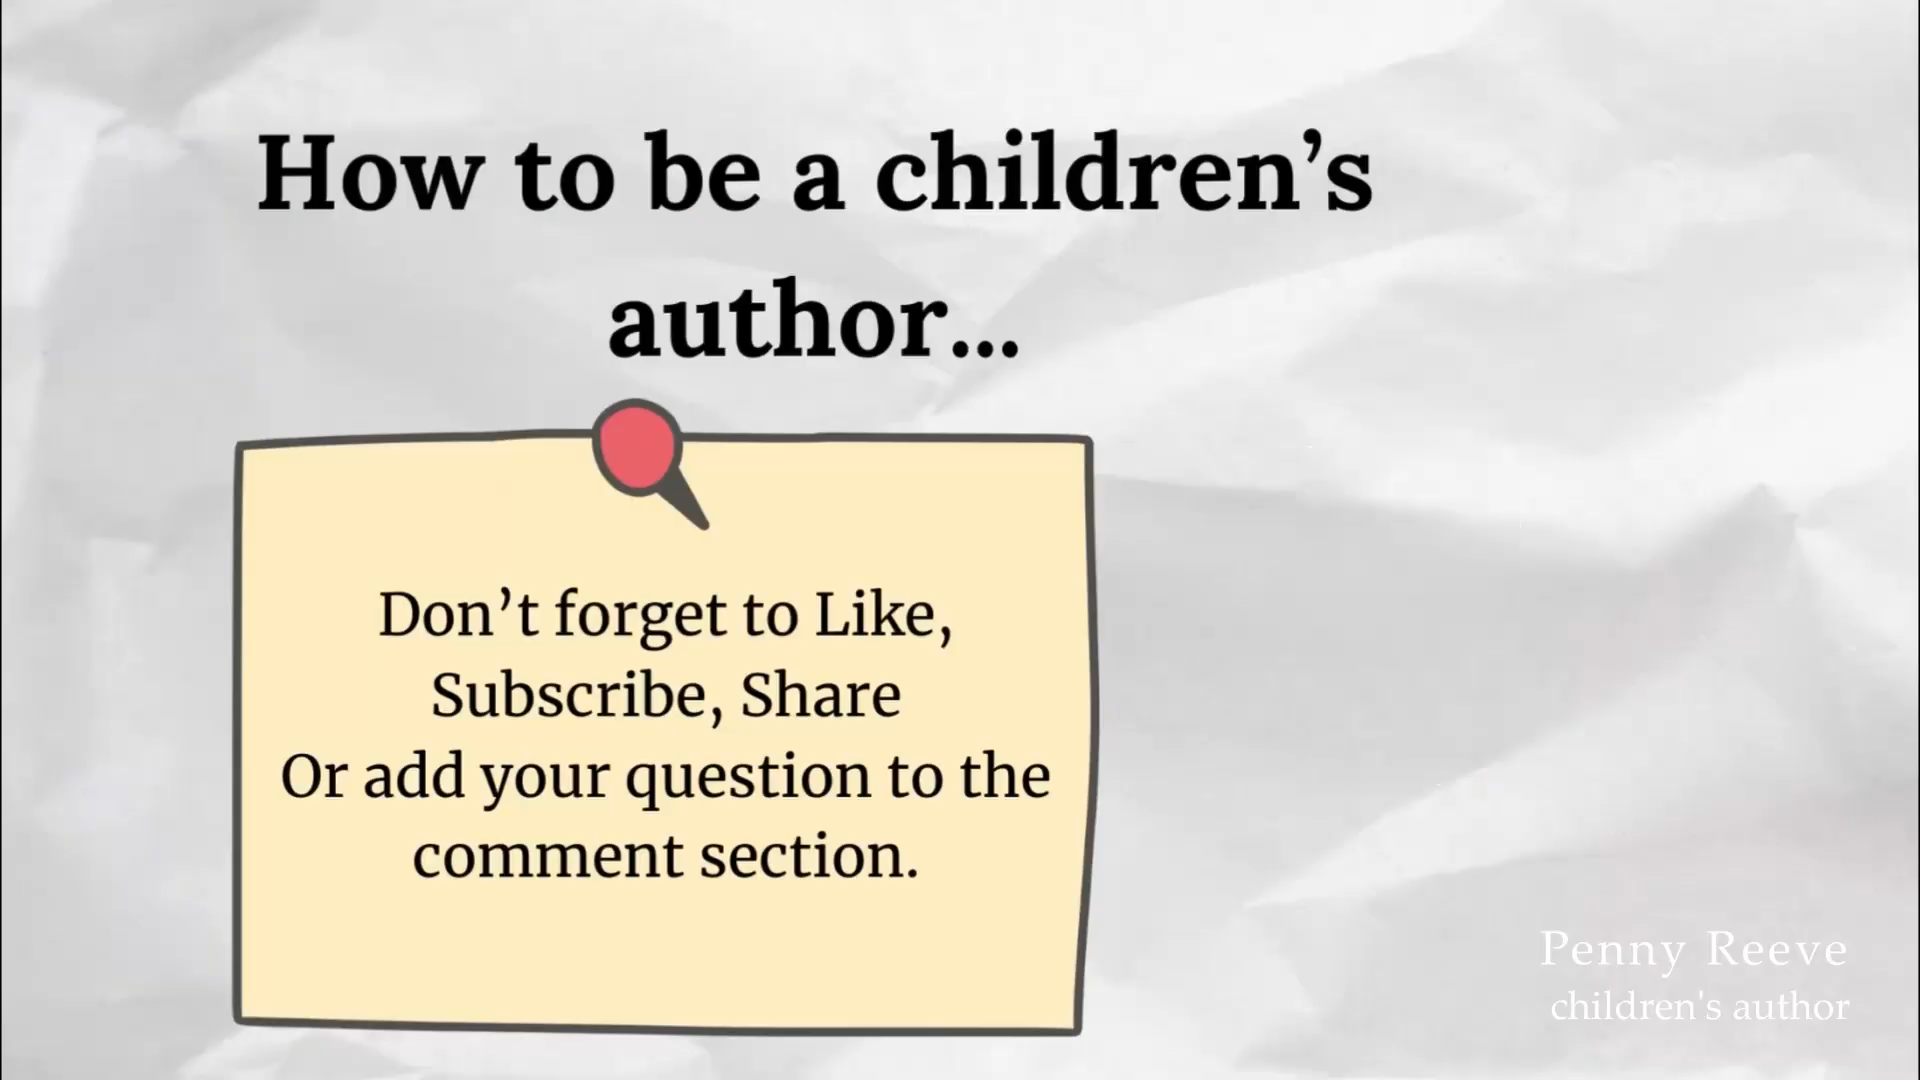 How to be a children’s
author...
Don’t forget to Like,
Subscribe, Share
Or add your question to the
comment section.
Penny Reeve
children's author